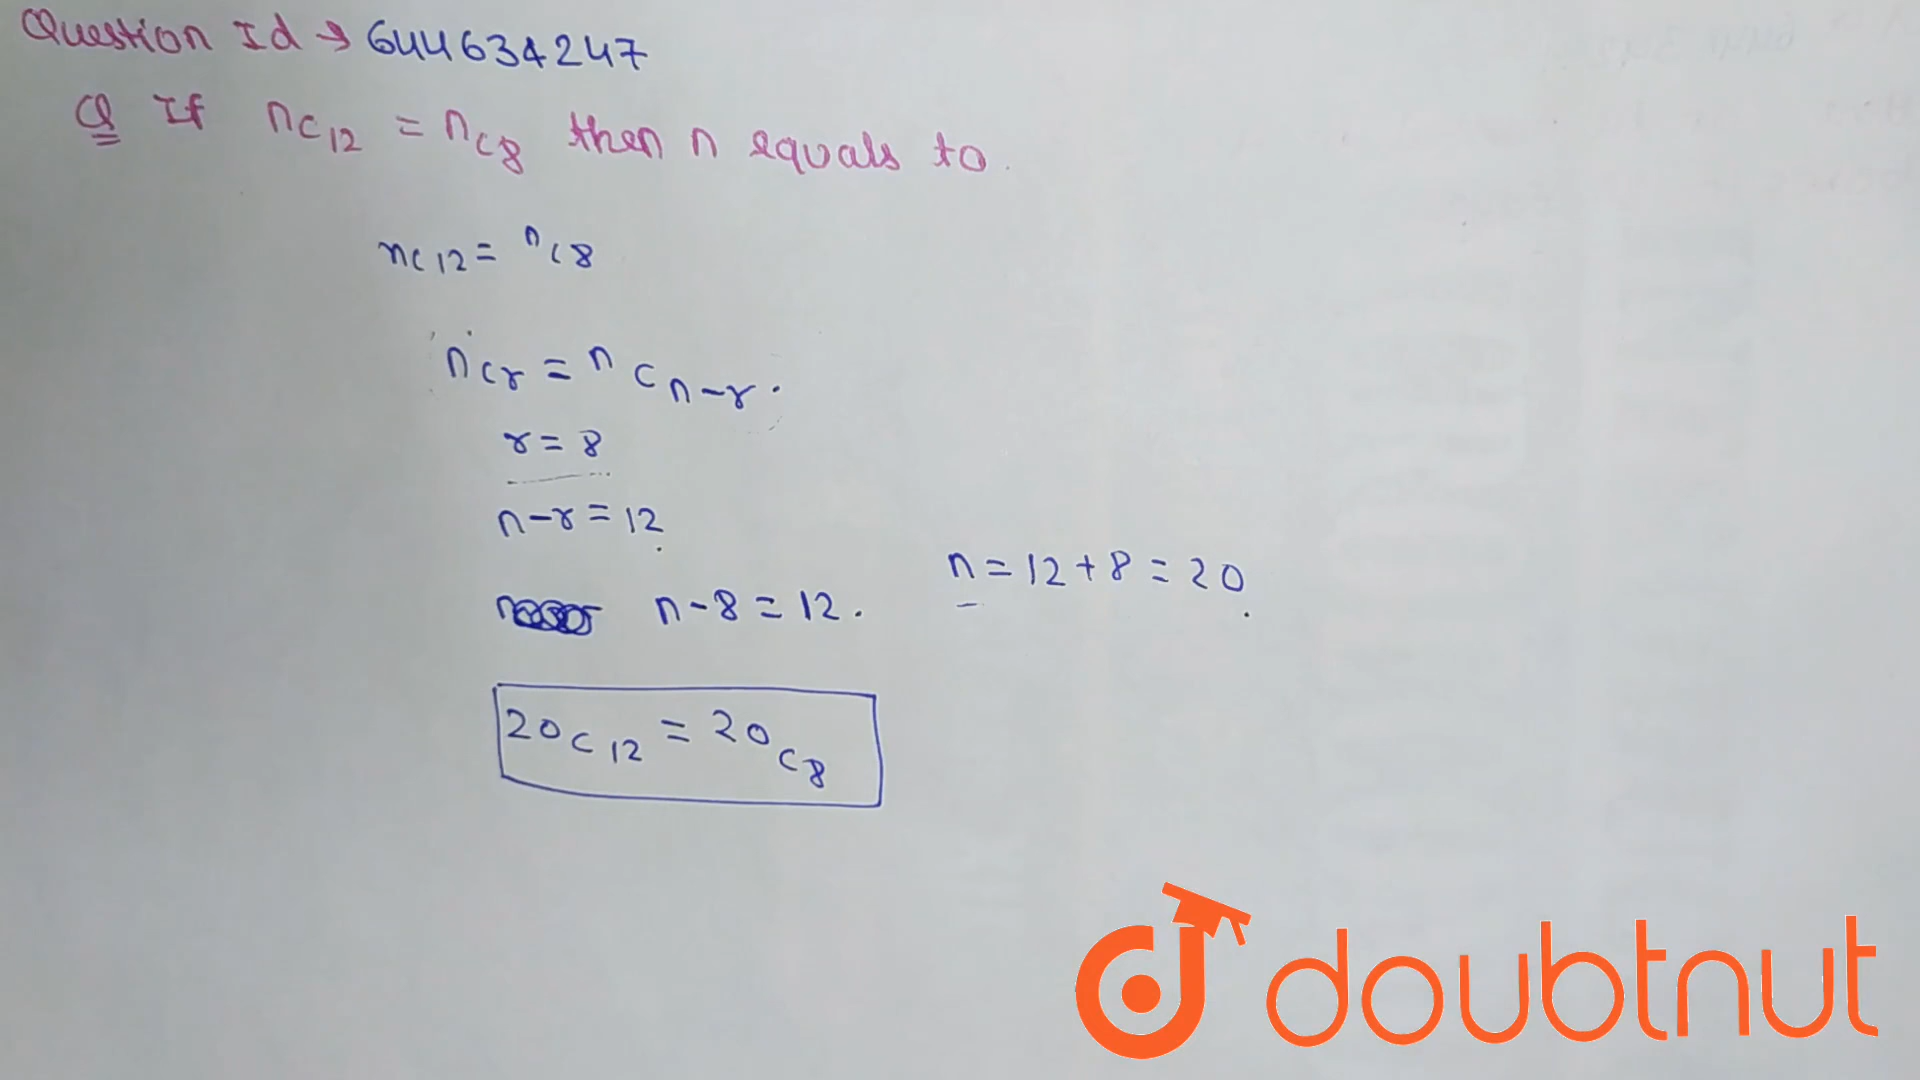 Question Id → 644634247
Q If nC12 = nC8 then n equals to.
nC12 = nC8
nCr = nCn-r.
r = 8
n-r = 12
n-8 = 12.
n = 12+8 = 20.
20C12 = 20C8
doubtnut